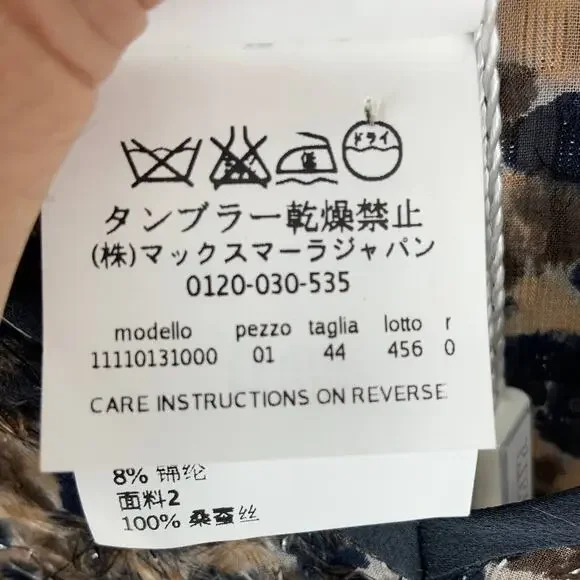 ドライ
タンブラー乾燥禁止
(株)マックスマーラジャパン
0120-030-535
modello pezzo taglia lotto r
11110131000 01 44 456 0
CARE INSTRUCTIONS ON REVERSE
8% 锦纶
面料2
100% 桑蚕丝